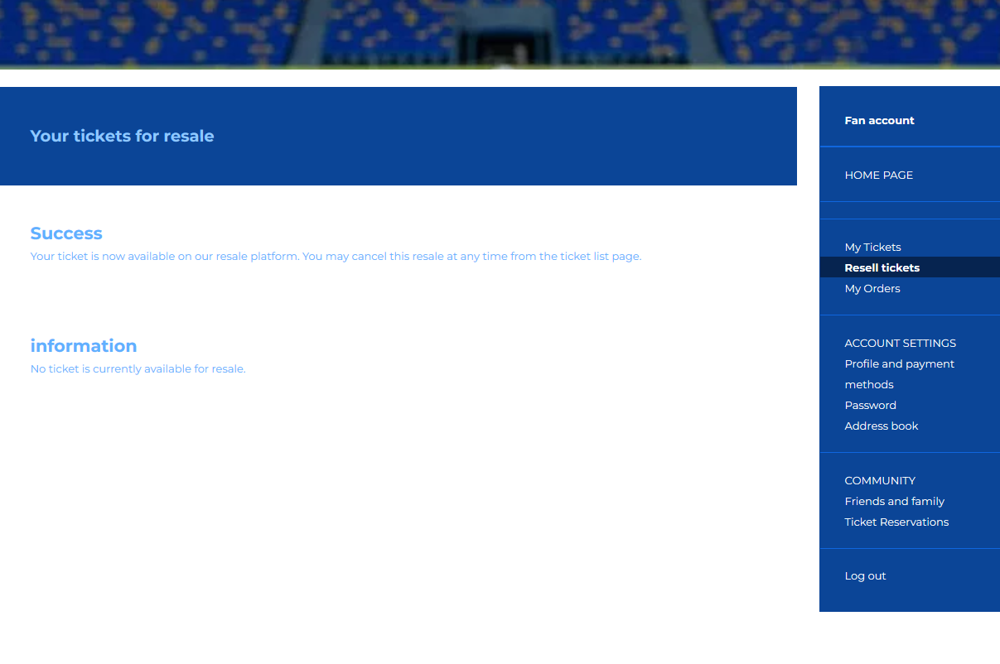 Your tickets for resale
Success
Your ticket is now available on our resale platform. You may cancel this resale at any time from the ticket list page.
information
No ticket is currently available for resale.
Fan account
HOME PAGE
My Tickets
Resell tickets
My Orders
ACCOUNT SETTINGS
Profile and payment
methods
Password
Address book
COMMUNITY
Friends and family
Ticket Reservations
Log out